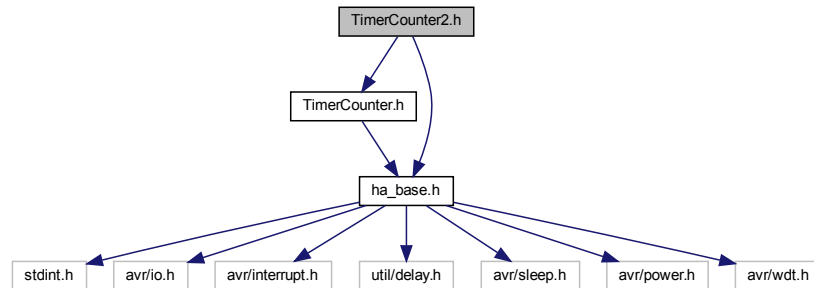 TimerCounter2.h
TimerCounter.h
ha_base.h
stdint.h
avr/io.h
avr/interrupt.h
util/delay.h
avr/sleep.h
avr/power.h
avr/wdt.h